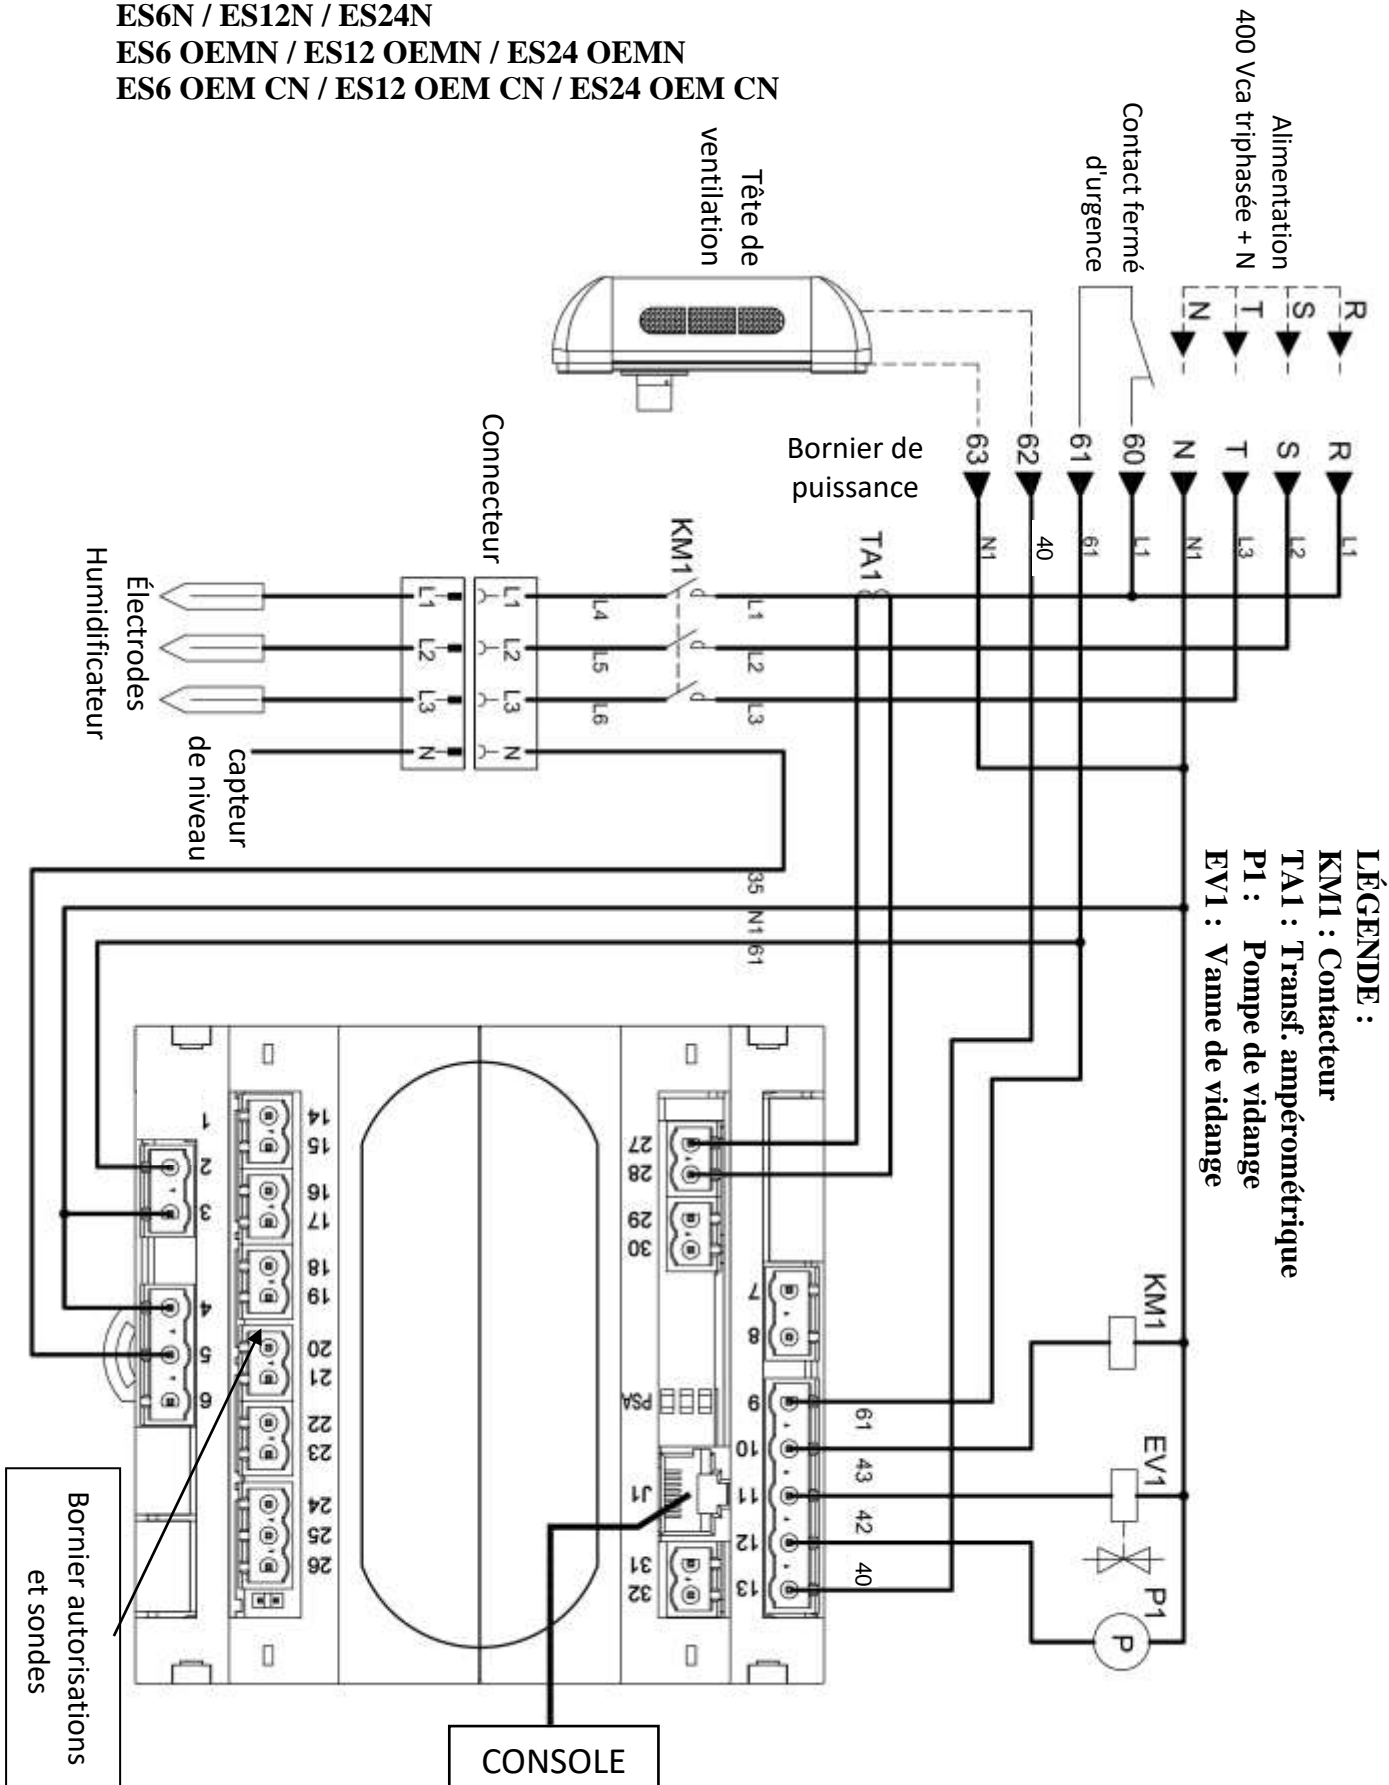 ES6N / ES12N / ES24N
ES6 OEMN / ES12 OEMN / ES24 OEMN
ES6 OEM CN / ES12 OEM CN / ES24 OEM CN
Alimentation
400 Vca triphasée + N
Contact fermé
d'urgence
R
S
T
N
Tête de
ventilation
Bornier de
puissance
R
S
T
N
60
61
62
63
L1
L2
L3
N1
L1
61
40
N1
TA1
KM1
L1
L2
L3
L4
L5
L6
Connecteur
L1
L2
L3
N
L1
L2
L3
N
Électrodes
Humidificateur
capteur
de niveau
35
N1
61
LÉGENDE :
KM1 : Contacteur
TA1 : Transf. ampérométrique
P1 : Pompe de vidange
EV1 : Vanne de vidange
KM1
EV1
P1
P
61
43
42
40
1
2
3
4
5
6
14
15
16
17
18
19
20
21
22
23
24
25
26
27
28
29
30
PSA
J1
31
32
7
8
9
10
11
12
13
Bornier autorisations
et sondes
CONSOLE